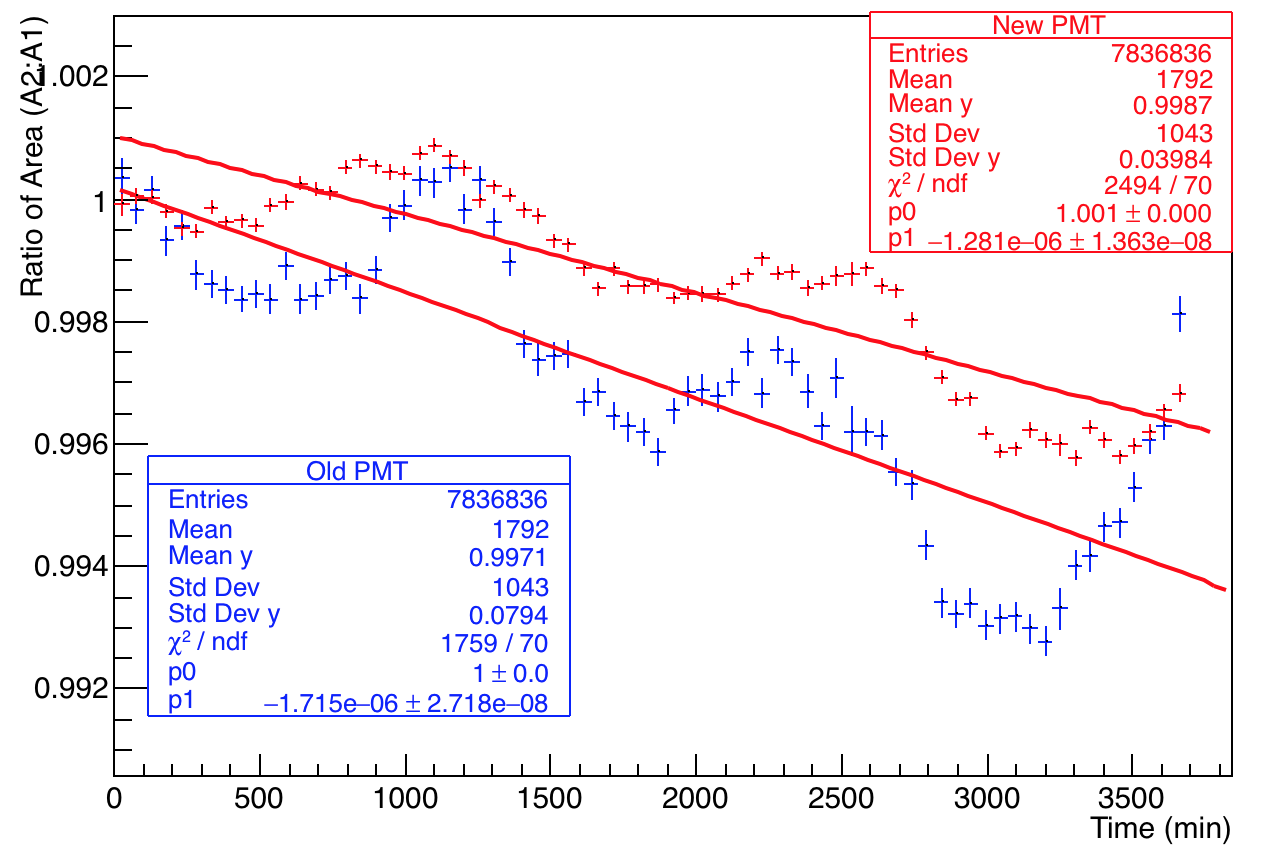 Ratio of Area (A2:A1)
1.002
1
0.998
0.996
0.994
0.992
New PMT
Entries 7836836
Mean 1792
Mean y 0.9987
Std Dev 1043
Std Dev y 0.03984
χ² / ndf 2494 / 70
p0 1.001 ± 0.000
p1 –1.281e–06 ± 1.363e–08
Old PMT
Entries 7836836
Mean 1792
Mean y 0.9971
Std Dev 1043
Std Dev y 0.0794
χ² / ndf 1759 / 70
p0 1 ± 0.0
p1 –1.715e–06 ± 2.718e–08
0 500 1000 1500 2000 2500 3000 3500
Time (min)